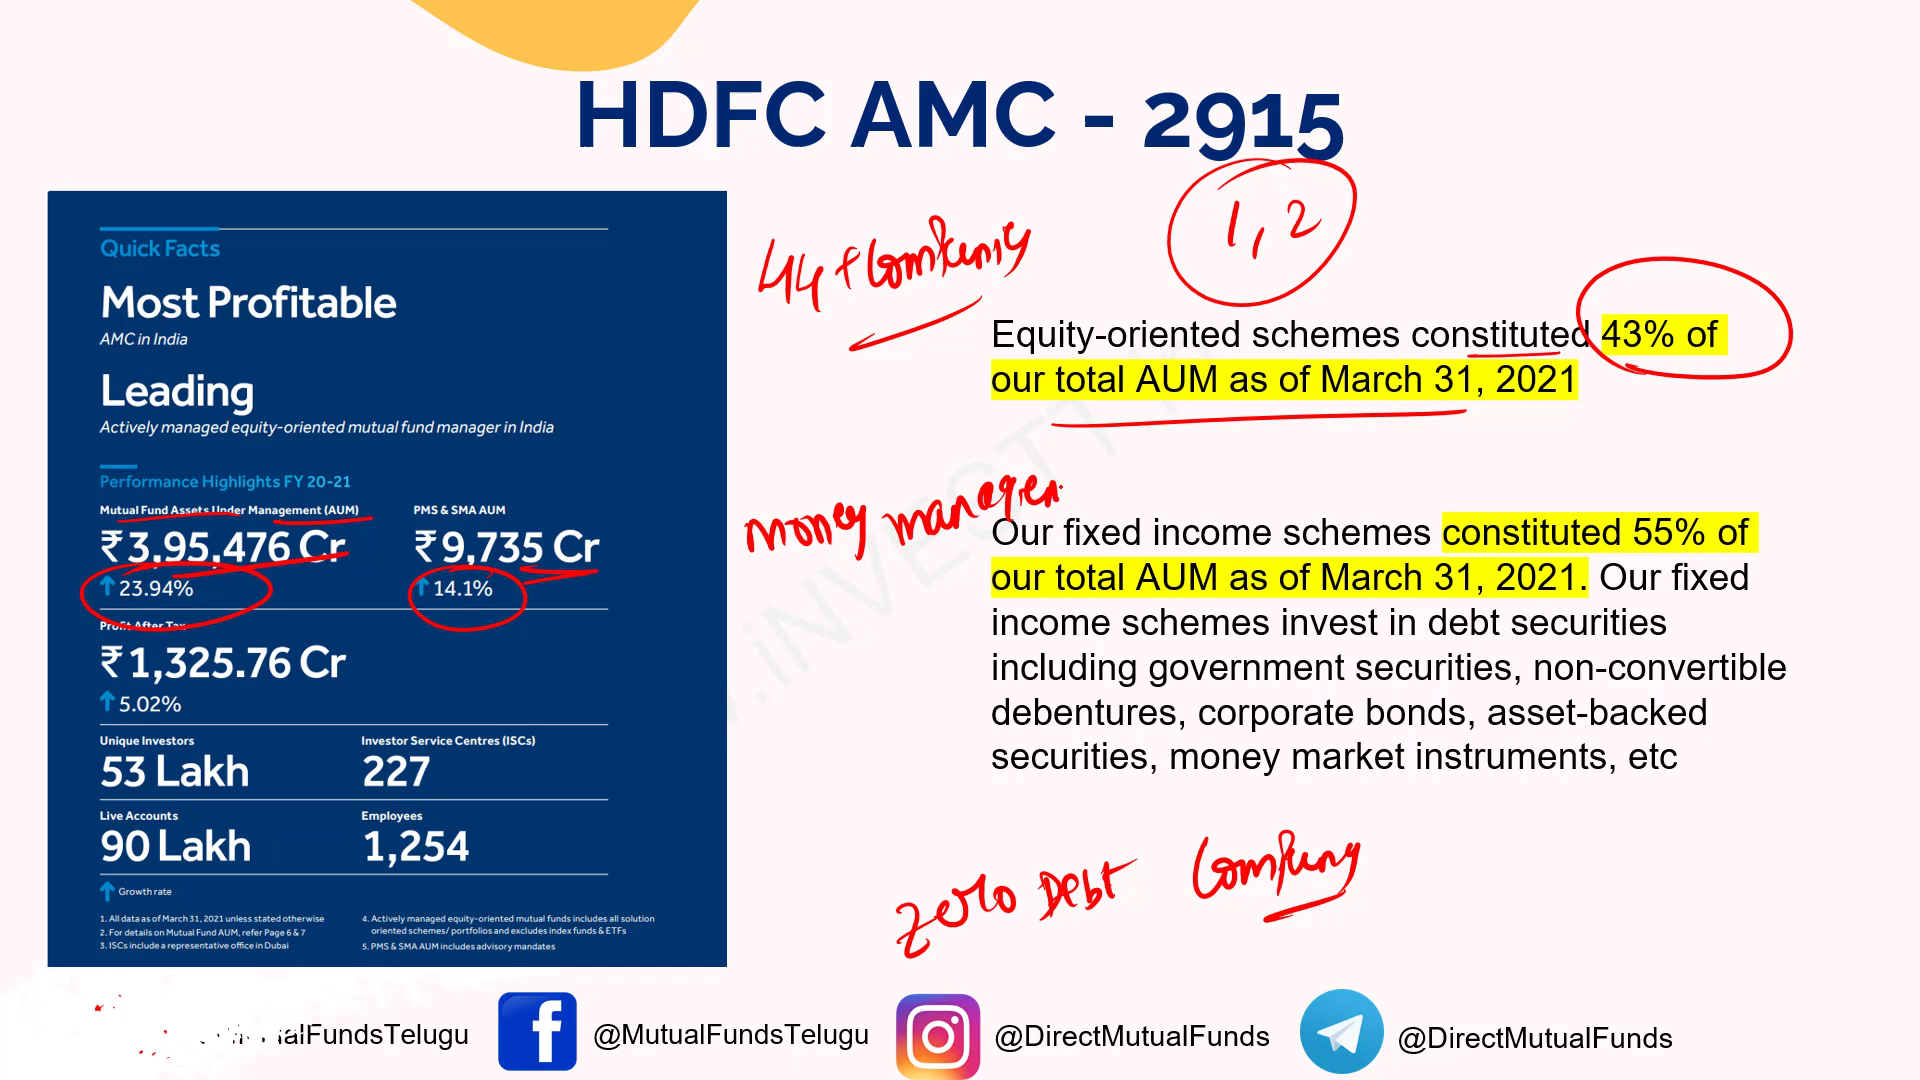 HDFC AMC - 2915
Quick Facts
Most Profitable
AMC in India
Leading
Actively managed equity-oriented mutual fund manager in India
Performance Highlights FY 20-21
Mutual Fund Assets Under Management (AUM)
₹3,95,476 Cr
23.94%
PMS & SMA AUM
₹9,735 Cr
14.1%
Profit After Tax
₹1,325.76 Cr
5.02%
Unique Investors
53 Lakh
Investor Service Centres (ISCs)
227
Live Accounts
90 Lakh
Employees
1,254
Growth rate
1. All data as of March 31, 2021 unless stated otherwise
2. For details on Mutual Fund AUM, refer Page 6 & 7
3. ISCs include a representative office in Dubai
4. Actively managed equity-oriented mutual funds includes all solution
oriented schemes/ portfolios and excludes index funds & ETFs
5. PMS & SMA AUM includes advisory mandates
1, 2
44+
Equity-oriented schemes constituted 43% of
our total AUM as of March 31, 2021
money manager
Our fixed income schemes constituted 55% of
our total AUM as of March 31, 2021. Our fixed
income schemes invest in debt securities
including government securities, non-convertible
debentures, corporate bonds, asset-backed
securities, money market instruments, etc
zero Debt Company
FundsTelugu
@MutualFundsTelugu
@DirectMutualFunds
@DirectMutualFunds